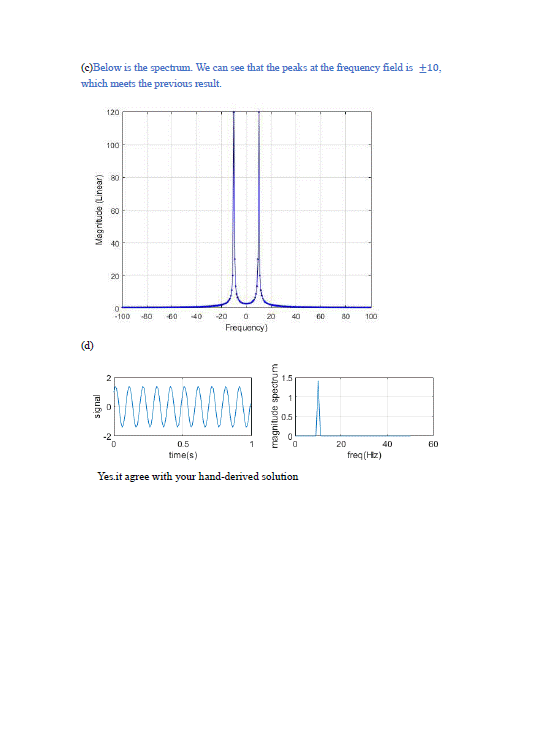 (c)Below is the spectrum. We can see that the peaks at the frequency field is ±10,
which meets the previous result.
120
100
80
60
40
20
0
Magnitude (Linear)
-100 -80 -60 -40 -20 0 20 40 60 80 100
Frequency)
(d)
2
0
-2
signal
0 0.5 1
time(s)
1.5
1
0.5
0
magnitude spectrum
0 20 40 60
freq(Hz)
Yes.it agree with your hand-derived solution